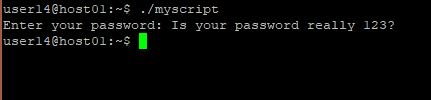 user14@host01:~$ ./myscript
Enter your password: Is your password really 123?
user14@host01:~$